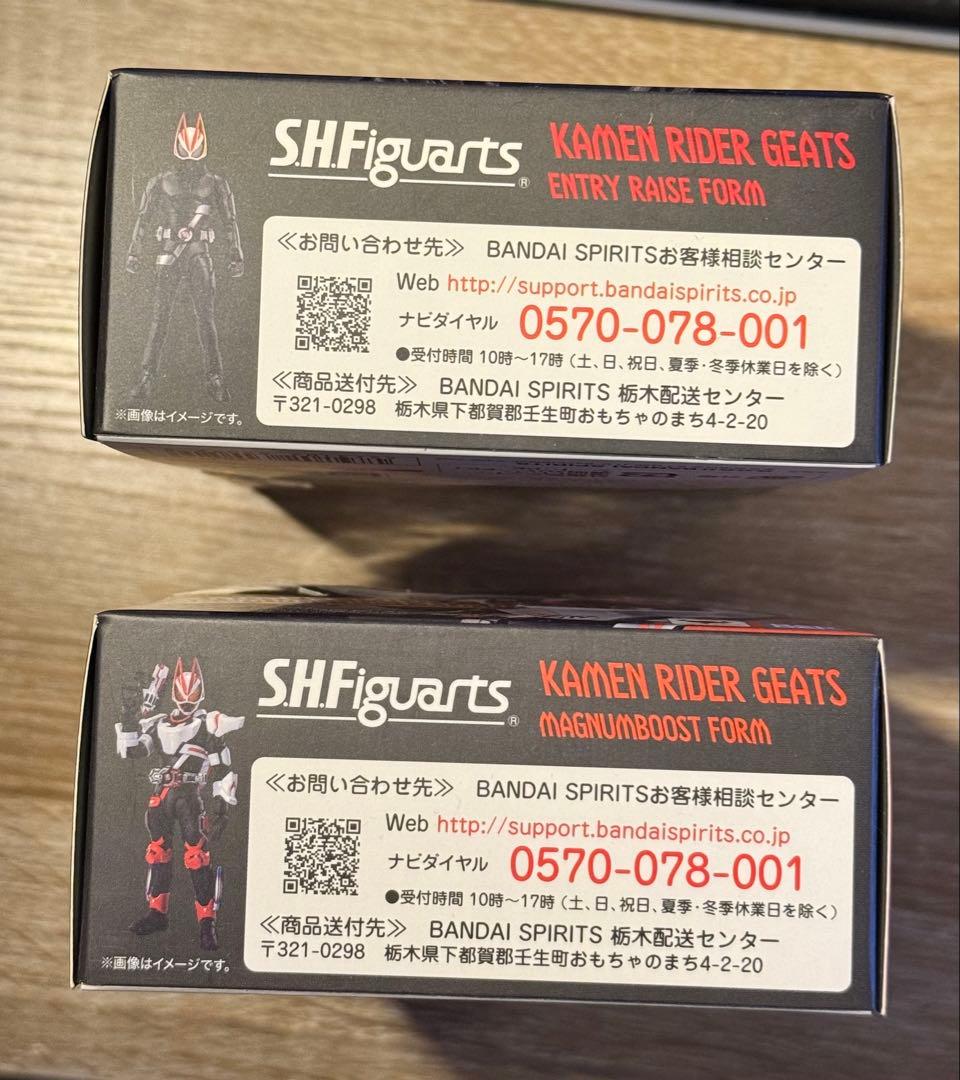 S.H.Figuarts®
KAMEN RIDER GEATS
ENTRY RAISE FORM
≪お問い合わせ先≫ BANDAI SPIRITSお客様相談センター
Web http://support.bandaispirits.co.jp
ナビダイヤル 0570-078-001
●受付時間 10時～17時（土、日、祝日、夏季・冬季休業日を除く）
≪商品送付先≫ BANDAI SPIRITS 栃木配送センター
〒321-0298 栃木県下都賀郡壬生町おもちゃのまち4-2-20
※画像はイメージです。
S.H.Figuarts®
KAMEN RIDER GEATS
MAGNUMBOOST FORM
≪お問い合わせ先≫ BANDAI SPIRITSお客様相談センター
Web http://support.bandaispirits.co.jp
ナビダイヤル 0570-078-001
●受付時間 10時～17時（土、日、祝日、夏季・冬季休業日を除く）
≪商品送付先≫ BANDAI SPIRITS 栃木配送センター
〒321-0298 栃木県下都賀郡壬生町おもちゃのまち4-2-20
※画像はイメージです。